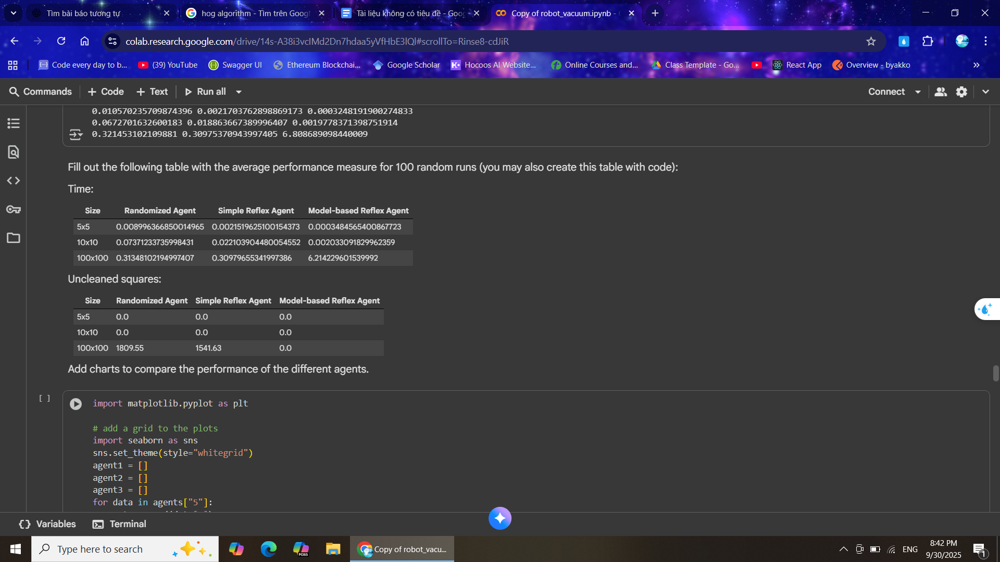 Tìm bài báo tương tự
hog algorithm - Tìm trên Goog
Tài liệu không có tiêu đề - Goo
Copy of robot_vacuum.ipynb - 
colab.research.google.com/drive/14s-A38i3vcIMd2Dn7hdaa5yVfHbE3lQl#scrollTo=Rinse8-cdJiR
Code every day to b...
(39) YouTube
Swagger UI
Ethereum Blockchai...
Google Scholar
Hocoos AI Website...
Online Courses and...
Class Template - Go...
React App
Overview - byakko
Commands + Code + Text Run all
Connect
0.010570235709874396 0.0021703762898869173 0.0003248191900274833
0.0672701632600183 0.018863667389996407 0.0019778371398751914
0.321453102109881 0.30975370943997405 6.808689098440009
Fill out the following table with the average performance measure for 100 random runs (you may also create this table with code):
Time:
Size Randomized Agent Simple Reflex Agent Model-based Reflex Agent
5x5 0.008996366850014965 0.0021519625100154373 0.0003484565400867723
10x10 0.07371233735998431 0.022103904480054552 0.002033091829962359
100x100 0.31348102194997407 0.30979655341997386 6.214229601539992
Uncleaned squares:
Size Randomized Agent Simple Reflex Agent Model-based Reflex Agent
5x5 0.0 0.0 0.0
10x10 0.0 0.0 0.0
100x100 1809.55 1541.63 0.0
Add charts to compare the performance of the different agents.
[ ]
import matplotlib.pyplot as plt
# add a grid to the plots
import seaborn as sns
sns.set_theme(style="whitegrid")
agent1 = []
agent2 = []
agent3 = []
for data in agents["5"]:
{} Variables
Terminal
Type here to search
M365
Copy of robot_vacu...
ENG
8:42 PM
9/30/2025
1